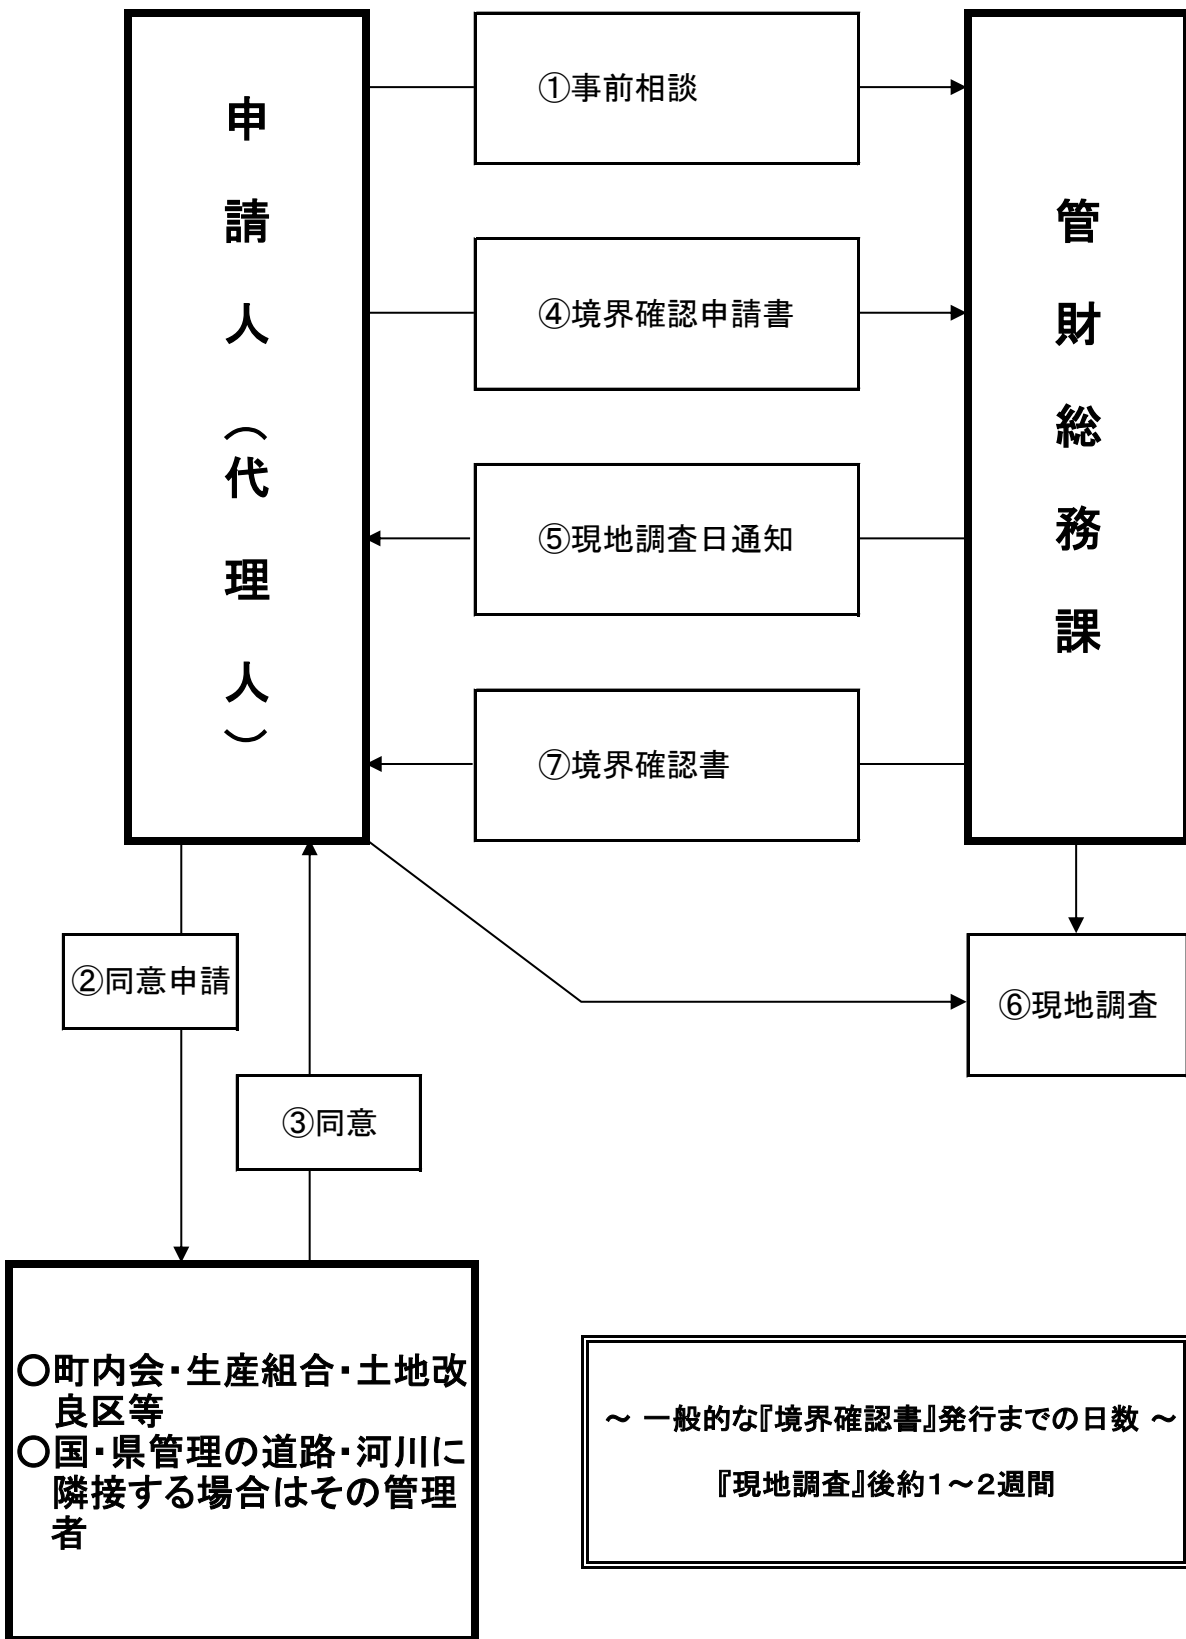 申請人（代理人）
①事前相談
④境界確認申請書
⑤現地調査日通知
⑦境界確認書
管財総務課
②同意申請
③同意
⑥現地調査
〇町内会・生産組合・土地改
良区等
〇国・県管理の道路・河川に
隣接する場合はその管理
者
～ 一般的な『境界確認書』発行までの日数 ～
『現地調査』後約１～２週間